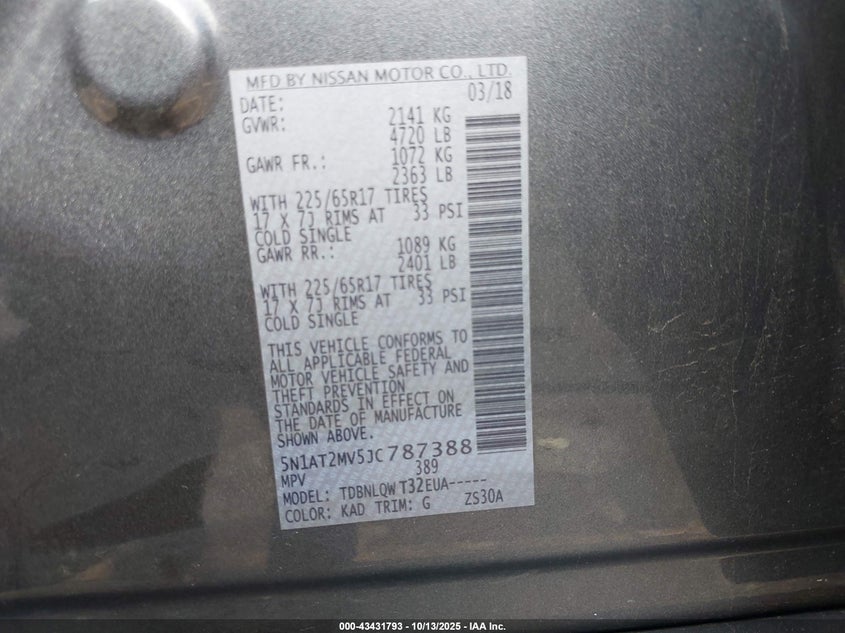 MFD BY NISSAN MOTOR CO., LTD.
DATE: 03/18
GVWR: 2141 KG
4720 LB
GAWR FR.: 1072 KG
2363 LB
WITH 225/65R17 TIRES
17 X 7J RIMS AT 33 PSI
COLD SINGLE
GAWR RR.: 1089 KG
2401 LB
WITH 225/65R17 TIRES
17 X 7J RIMS AT 33 PSI
COLD SINGLE
THIS VEHICLE CONFORMS TO
ALL APPLICABLE FEDERAL
MOTOR VEHICLE SAFETY AND
THEFT PREVENTION
STANDARDS IN EFFECT ON
THE DATE OF MANUFACTURE
SHOWN ABOVE.
5N1AT2MV5JC787388
MPV 389
MODEL: TDBNLQWT32EUA-----
COLOR: KAD TRIM: G ZS30A
000-43431793 - 10/13/2025 - IAA Inc.